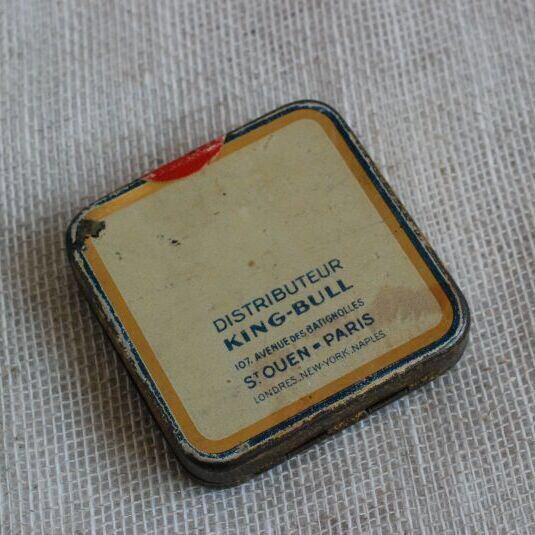 DISTRIBUTEUR
KING-BULL
107, AVENUE DES BATIGNOLLES
ST OUEN - PARIS
LONDRES. NEW-YORK. NAPLES